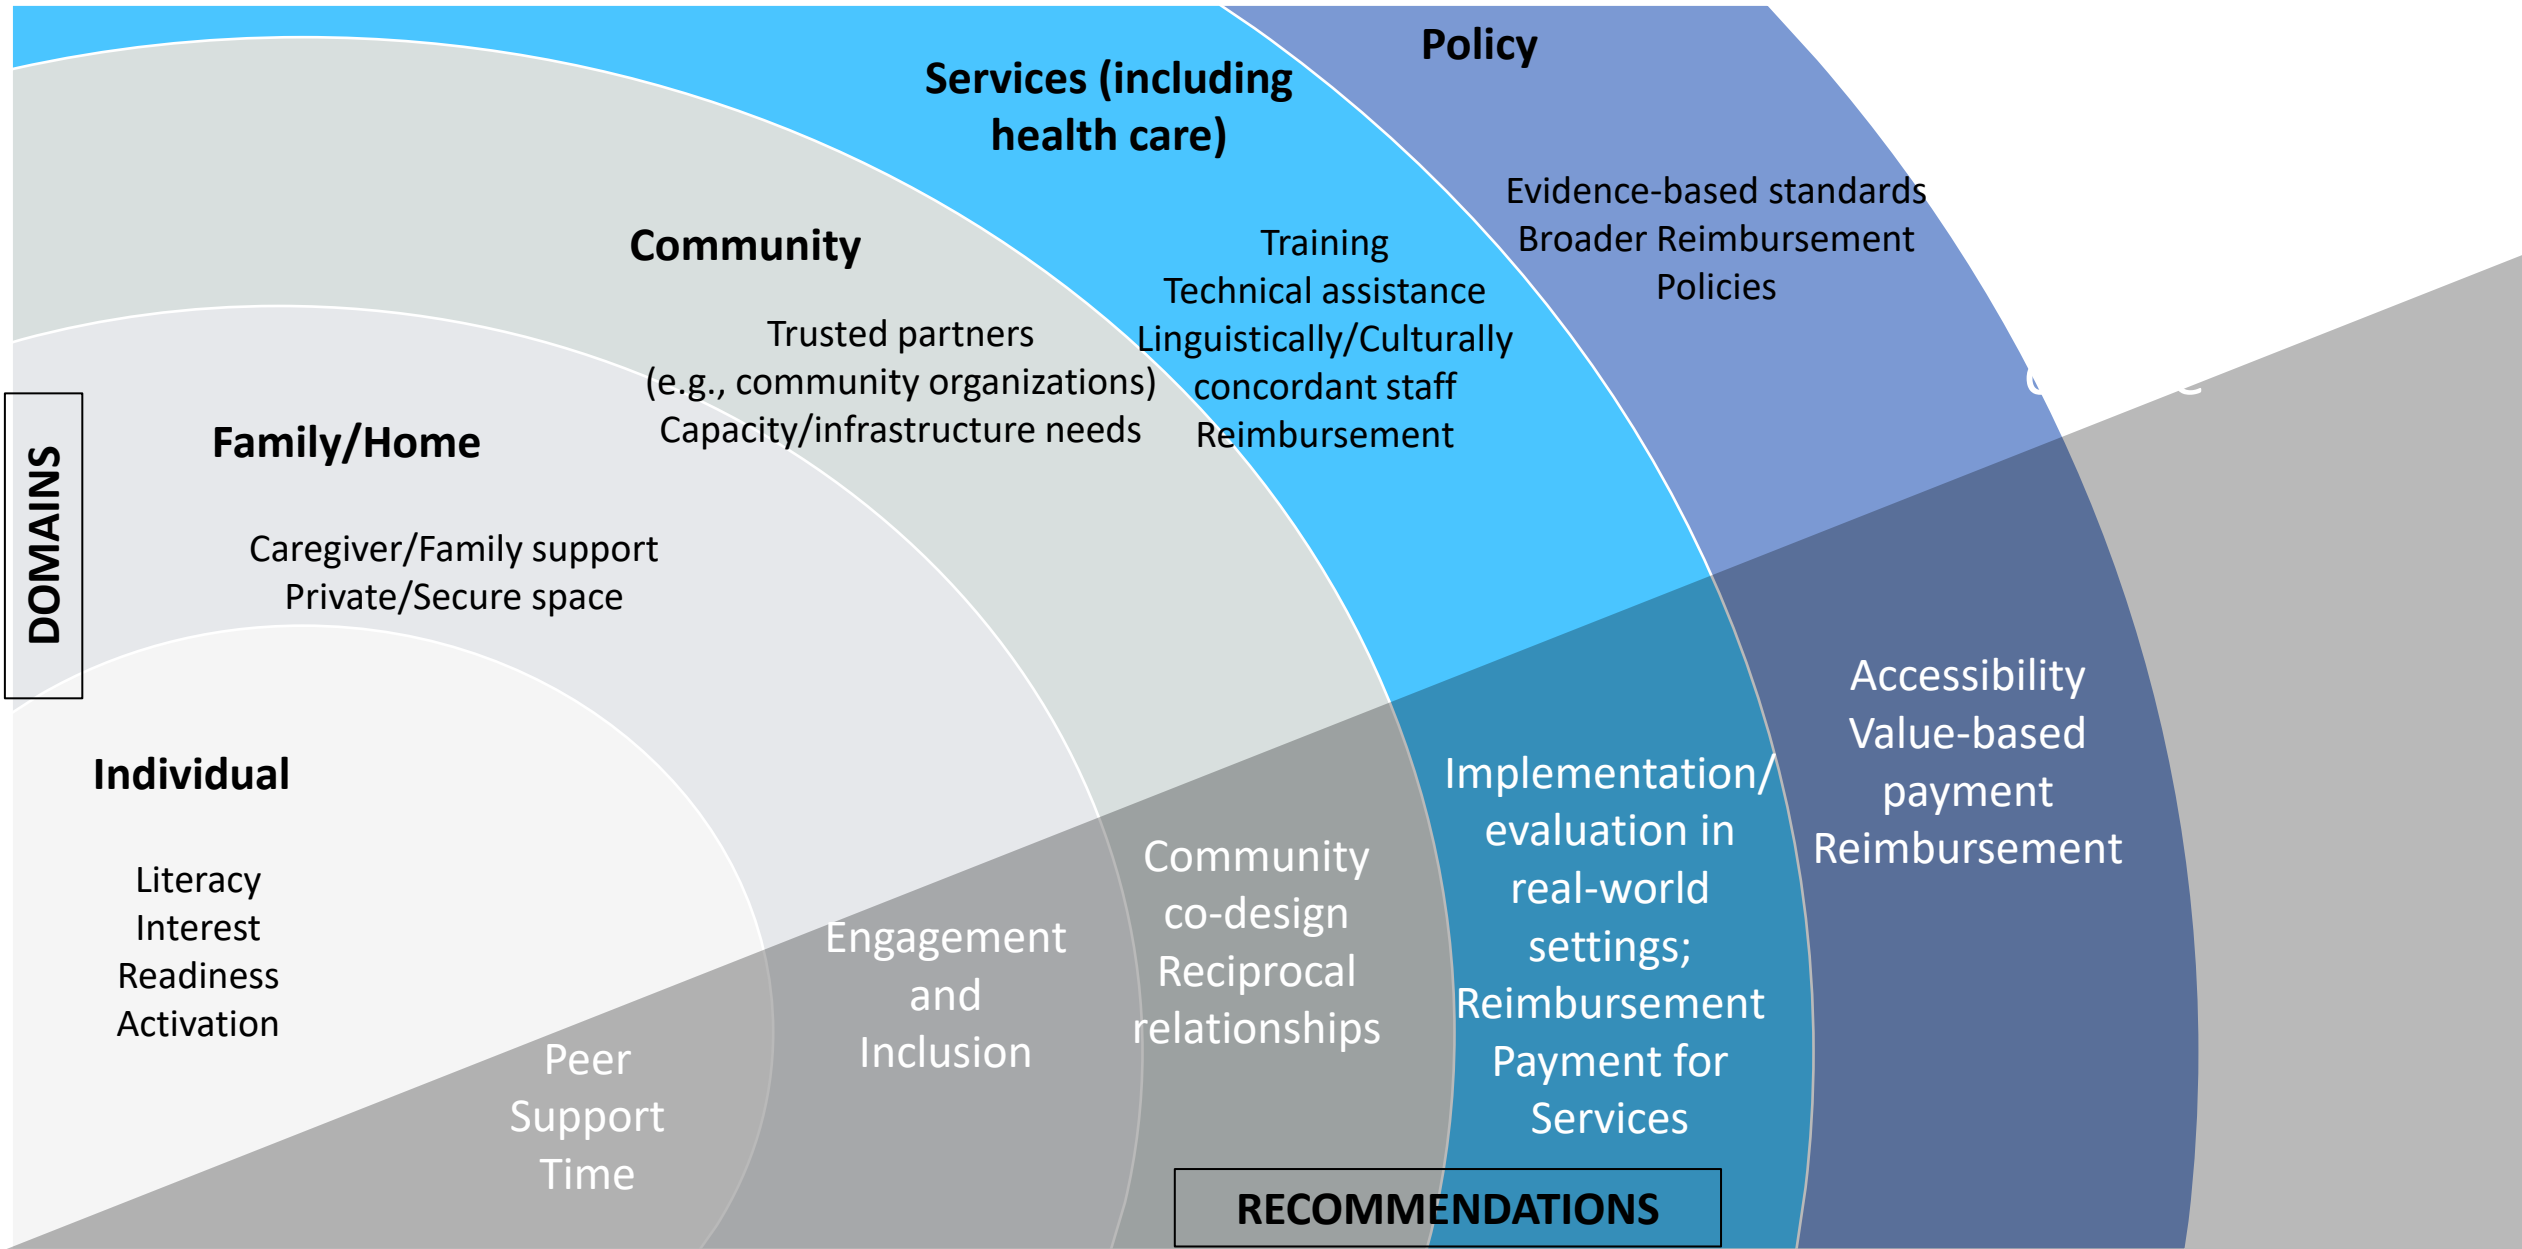 Policy
Services (including
health care)
Evidence-based standards
Broader Reimbursement
Policies
Training
Technical assistance
Linguistically/Culturally
concordant staff
Reimbursement
Community
Trusted partners
(e.g., community organizations)
Capacity/infrastructure needs
Family/Home
Caregiver/Family support
Private/Secure space
DOMAINS
Individual
Literacy
Interest
Readiness
Activation
Peer
Support
Time
Engagement
and
Inclusion
Community
co-design
Reciprocal
relationships
Implementation/
evaluation in
real-world
settings;
Reimbursement
Payment for
Services
Accessibility
Value-based
payment
Reimbursement
RECOMMENDATIONS